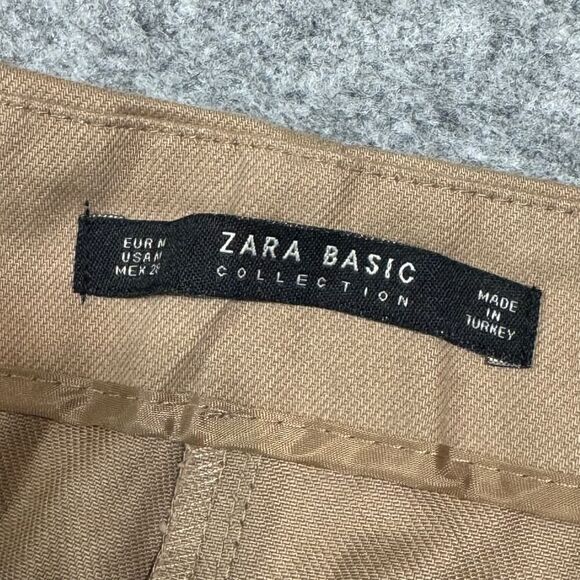 EUR M
USA M
MEX 28
ZARA BASIC
COLLECTION
MADE
IN
TURKEY